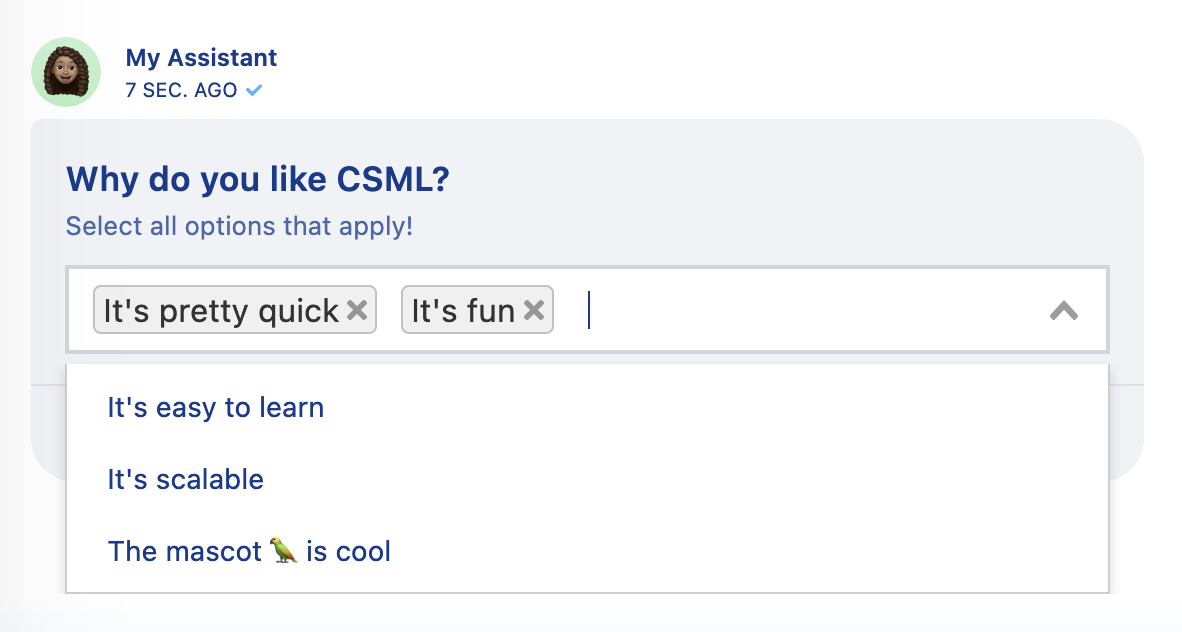 My Assistant
7 SEC. AGO
Why do you like CSML?
Select all options that apply!
It's pretty quick It's fun
It's easy to learn
It's scalable
The mascot 🦜 is cool